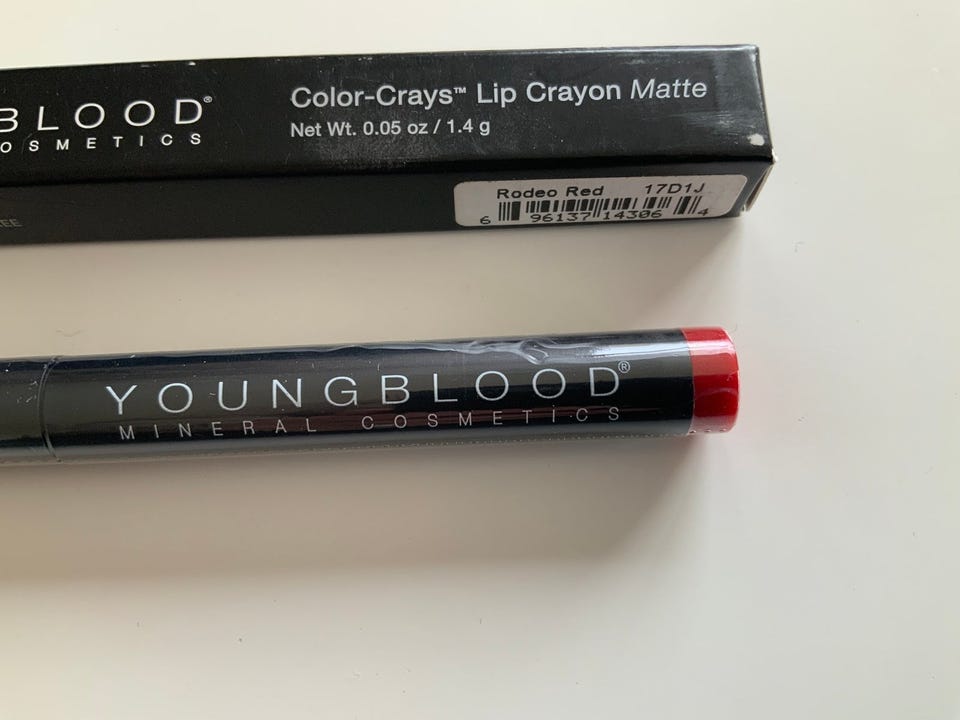 BLOOD®
OSMETICS
Color-Crays™ Lip Crayon Matte
Net Wt. 0.05 oz / 1.4 g
EE
Rodeo Red 17D1J
6 96137 14306 4
YOUNGBLOOD®
MINERAL COSMETICS